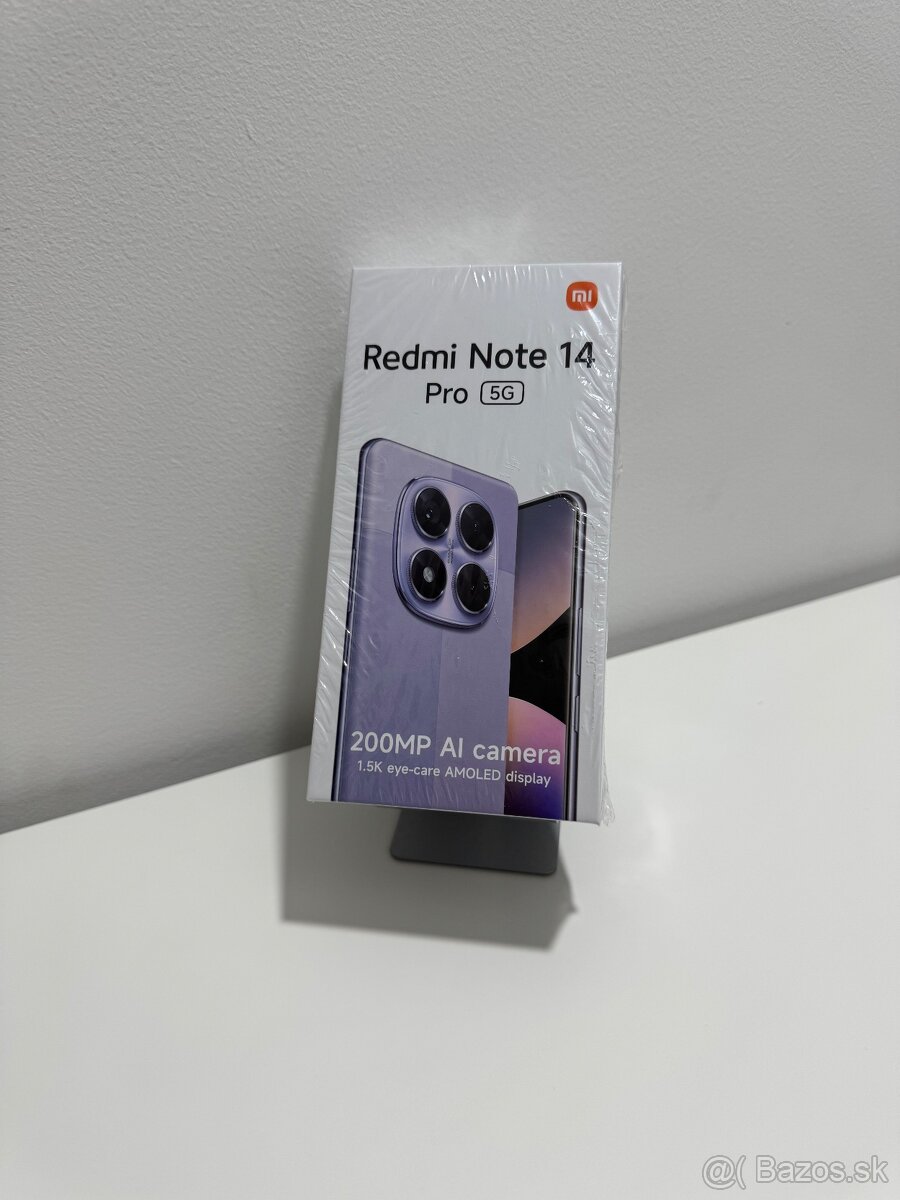 mi
Redmi Note 14
Pro 5G
200MP AI camera
1.5K eye-care AMOLED display
@( Bazos.sk